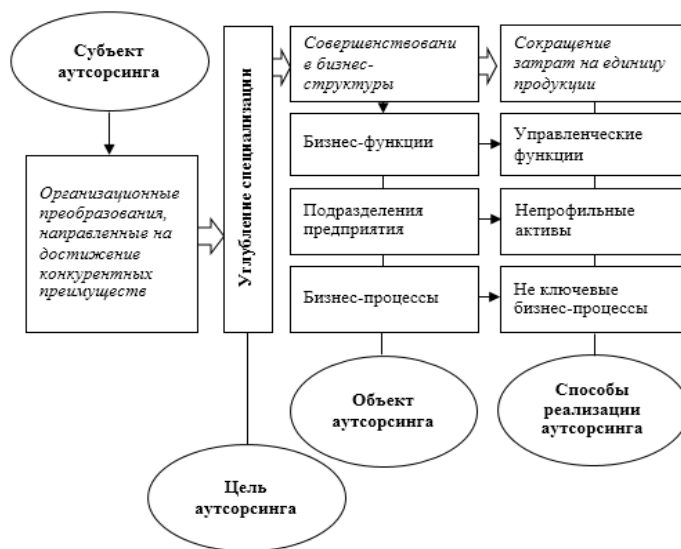 Субъект
аутсорсинга
Организационные
преобразования,
направленные на
достижение
конкурентных
преимуществ
Углубление специализации
Цель
аутсорсинга
Совершенствовани
е бизнес-
структуры
Бизнес-функции
Подразделения
предприятия
Бизнес-процессы
Объект
аутсорсинга
Сокращение
затрат на единицу
продукции
Управленческие
функции
Непрофильные
активы
Не ключевые
бизнес-процессы
Способы
реализации
аутсорсинга